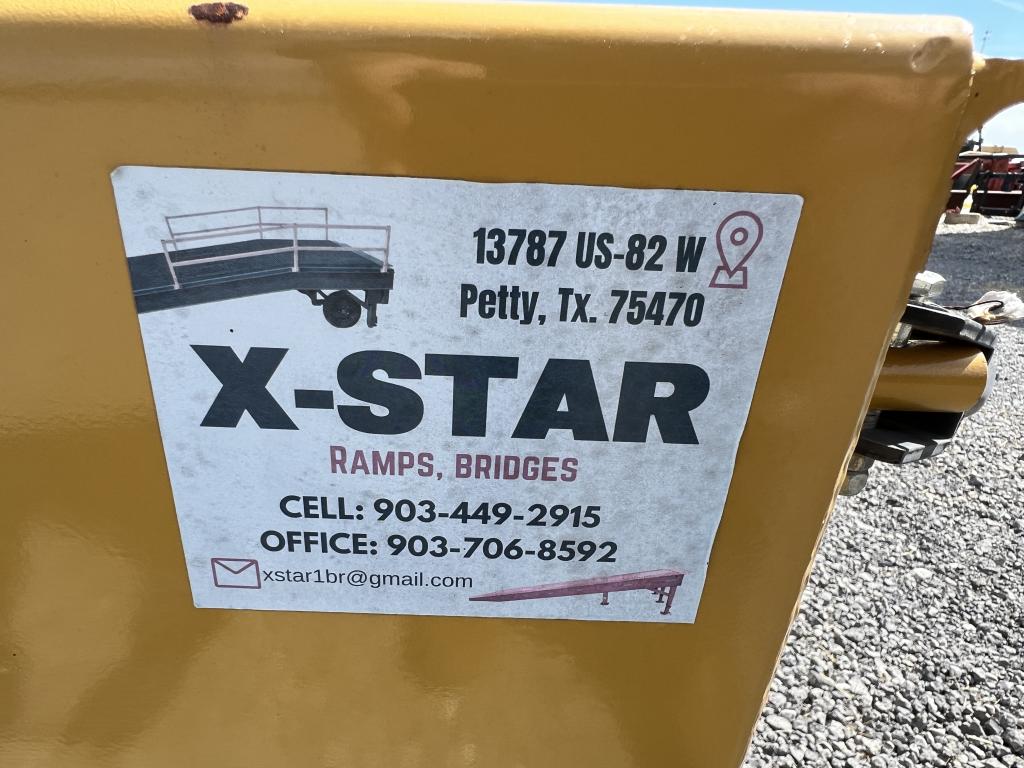 13787 US-82 W
Petty, Tx. 75470
X-STAR
RAMPS, BRIDGES
CELL: 903-449-2915
OFFICE: 903-706-8592
xstar1br@gmail.com